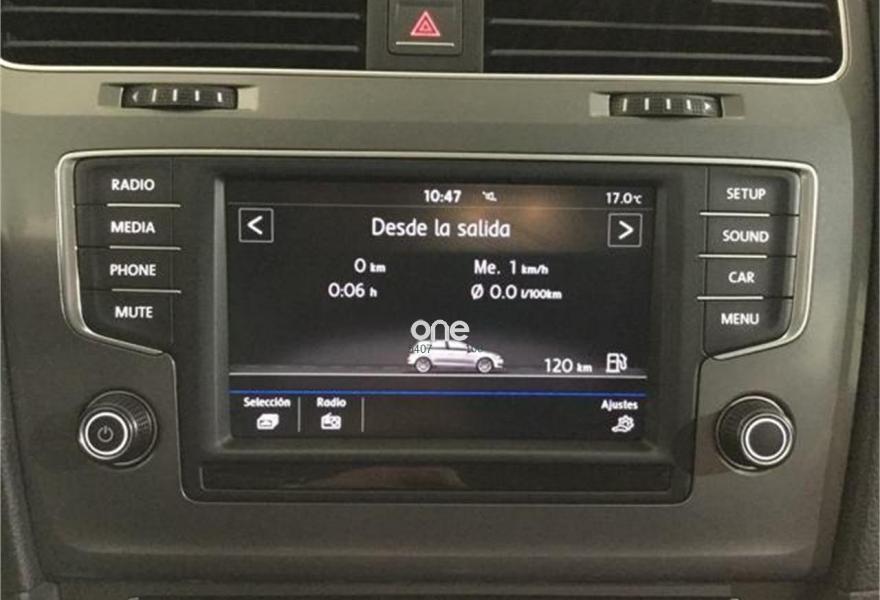 RADIO
MEDIA
PHONE
MUTE
10:47 17.0°C
<
Desde la salida
>
0 km Me. 1 km/h
0:06 h Ø 0.0 l/100km
one
120 km
Selección Radio Ajustes
SETUP
SOUND
CAR
MENU